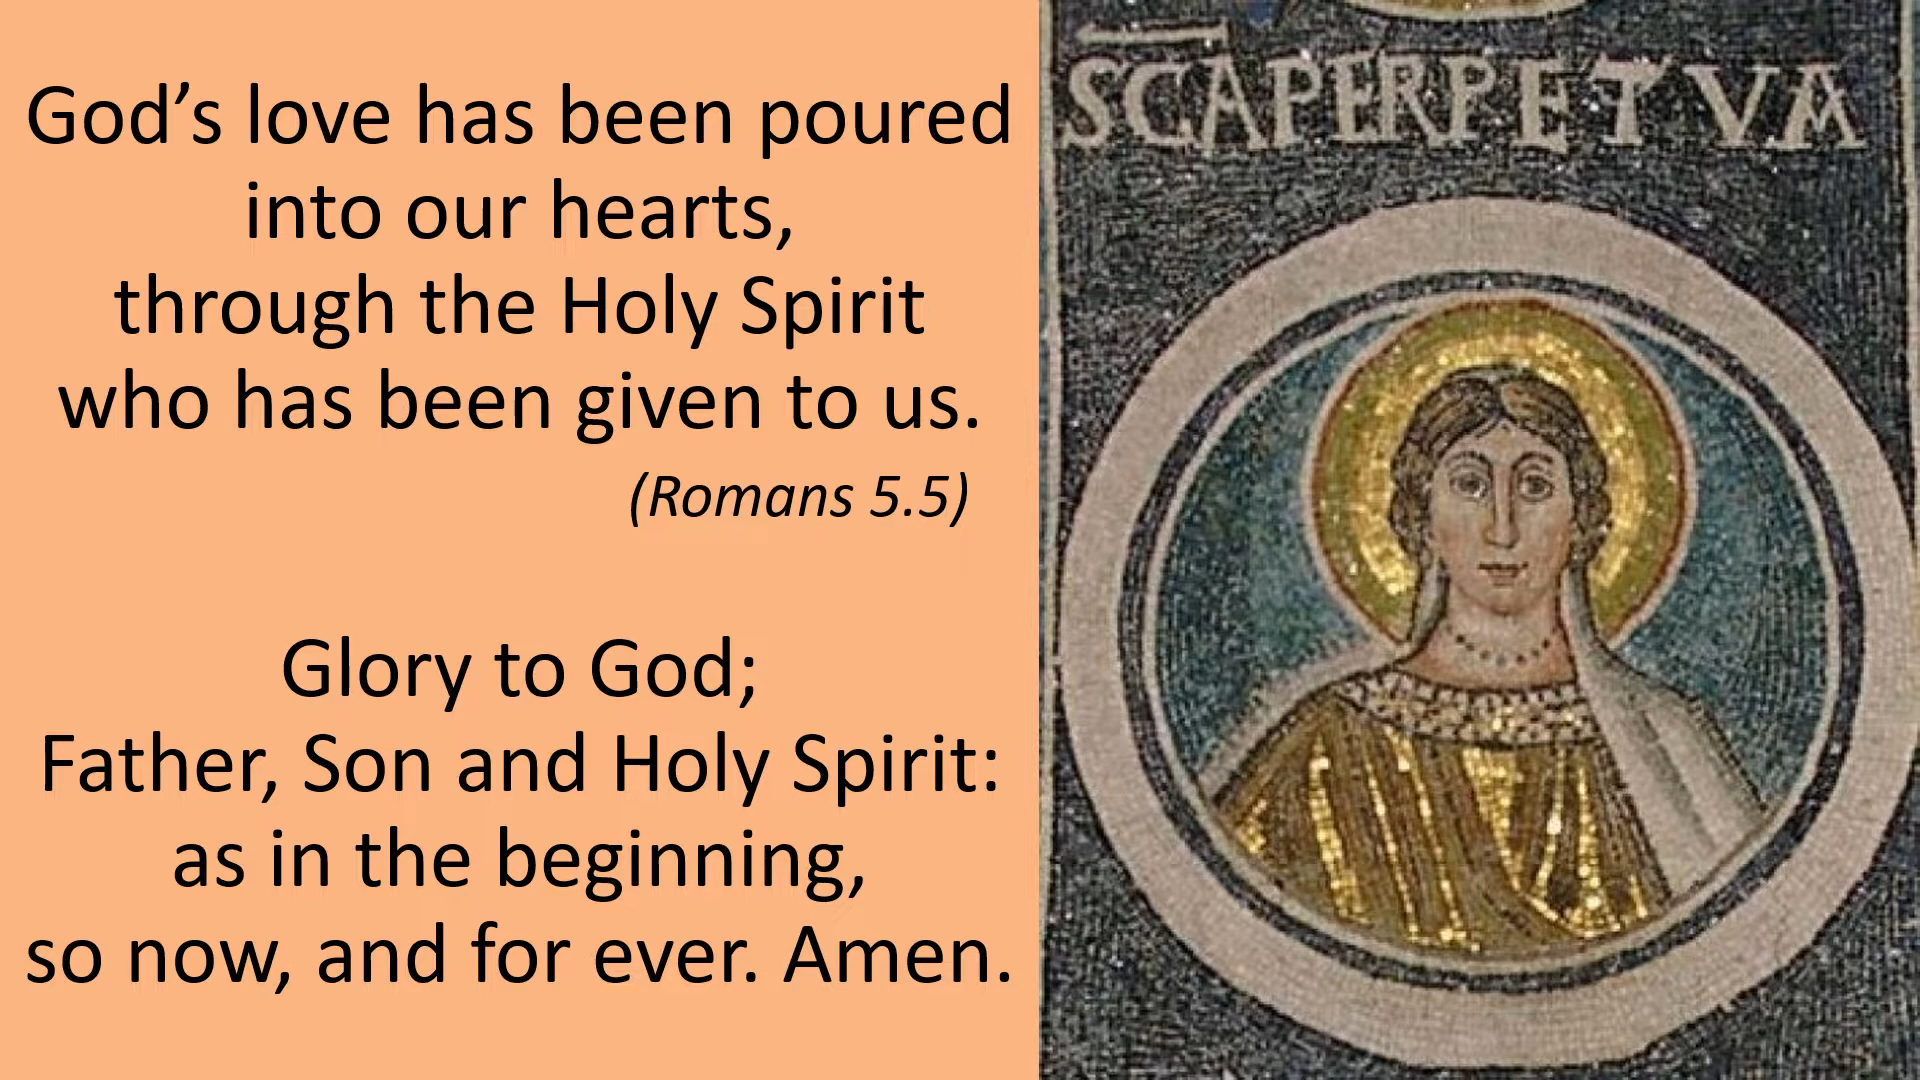 God’s love has been poured
into our hearts,
through the Holy Spirit
who has been given to us.
(Romans 5.5)
Glory to God;
Father, Son and Holy Spirit:
as in the beginning,
so now, and for ever. Amen.
SCAPERPETVA